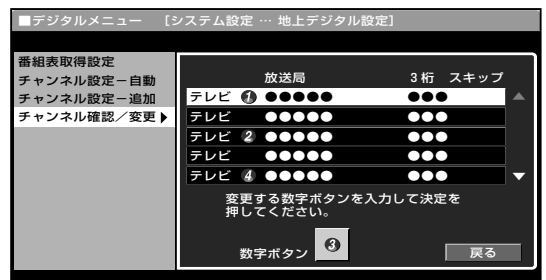 ■デジタルメニュー [システム設定 … 地上デジタル設定]
番組表取得設定
チャンネル設定－自動
チャンネル設定－追加
チャンネル確認／変更▶
放送局 3桁 スキップ
テレビ ❶ ●●●●● ●●●
テレビ ●●●●● ●●●
テレビ ❷ ●●●●● ●●●
テレビ ●●●●● ●●●
テレビ ❹ ●●●●● ●●●
変更する数字ボタンを入力して決定を
押してください。
数字ボタン ❸
戻る